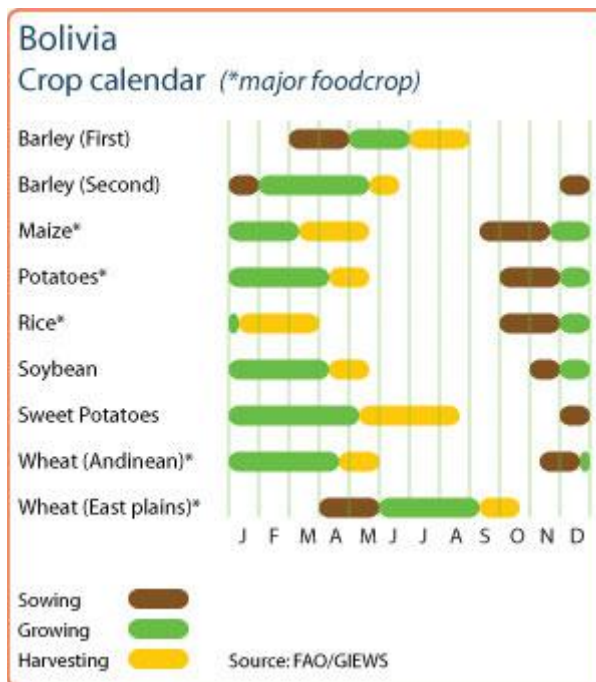 Bolivia
Crop calendar (*major foodcrop)
Barley (First)
Barley (Second)
Maize*
Potatoes*
Rice*
Soybean
Sweet Potatoes
Wheat (Andinean)*
Wheat (East plains)*
J F M A M J J A S O N D
Sowing
Growing
Harvesting Source: FAO/GIEWS